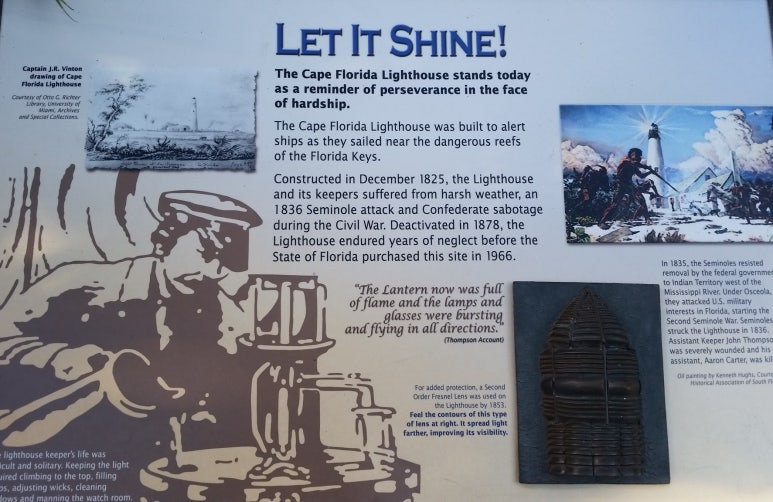 LET IT SHINE!
Captain J.R. Vinton
drawing of Cape
Florida Lighthouse
Courtesy of Otto G. Richter
Library, University of
Miami, Archives
and Special Collections.
The Cape Florida Lighthouse stands today
as a reminder of perseverance in the face
of hardship.
The Cape Florida Lighthouse was built to alert
ships as they sailed near the dangerous reefs
of the Florida Keys.
Constructed in December 1825, the Lighthouse
and its keepers suffered from harsh weather, an
1836 Seminole attack and Confederate sabotage
during the Civil War. Deactivated in 1878, the
Lighthouse endured years of neglect before the
State of Florida purchased this site in 1966.
"The Lantern now was full
of flame and the lamps and
glasses were bursting
and flying in all directions."
(Thompson Account)
For added protection, a Second
Order Fresnel Lens was used on
the Lighthouse by 1853.
Feel the contours of this type
of lens at right. It spread light
farther, improving its visibility.
In 1835, the Seminoles resisted
removal by the federal governme
to Indian Territory west of the
Mississippi River. Under Osceola,
they attacked U.S. military
interests in Florida, starting the
Second Seminole War. Seminoles
struck the Lighthouse in 1836.
Assistant Keeper John Thompso
was severely wounded and his
assistant, Aaron Carter, was kil
Oil painting by Kenneth Hughs, Courte
Historical Association of South Fl
lighthouse keeper's life was
cult and solitary. Keeping the light
uired climbing to the top, filling
ps, adjusting wicks, cleaning
dows and manning the watch room.